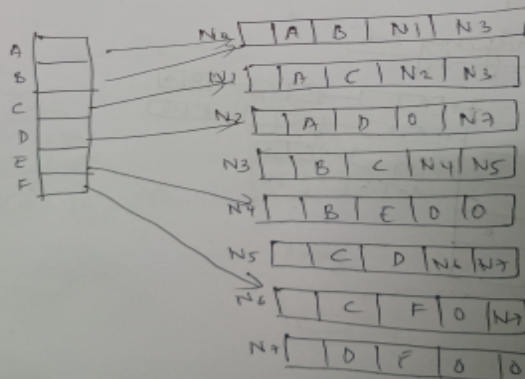 A
B
C
D
E
F
A B N1 N3
N1 A C N2 N3
N2 A D 0 N7
N3 B C N4 N5
N4 B E 0 0
N5 C D N6 N7
N6 C F 0 N7
N7 D F 0 0